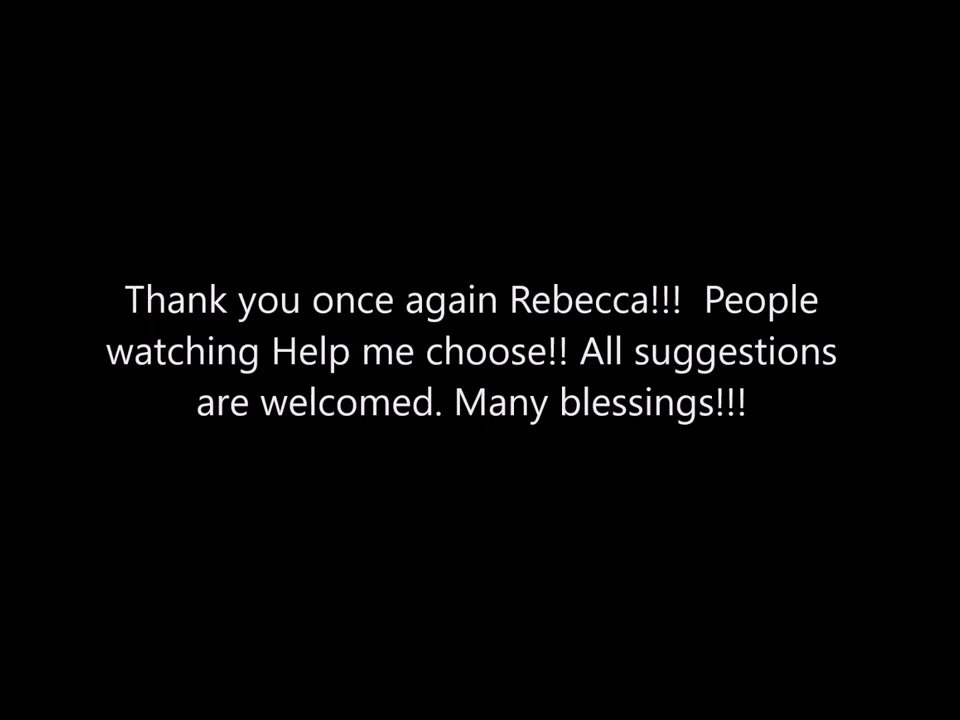 Thank you once again Rebecca!!!  People
watching Help me choose!! All suggestions
are welcomed. Many blessings!!!